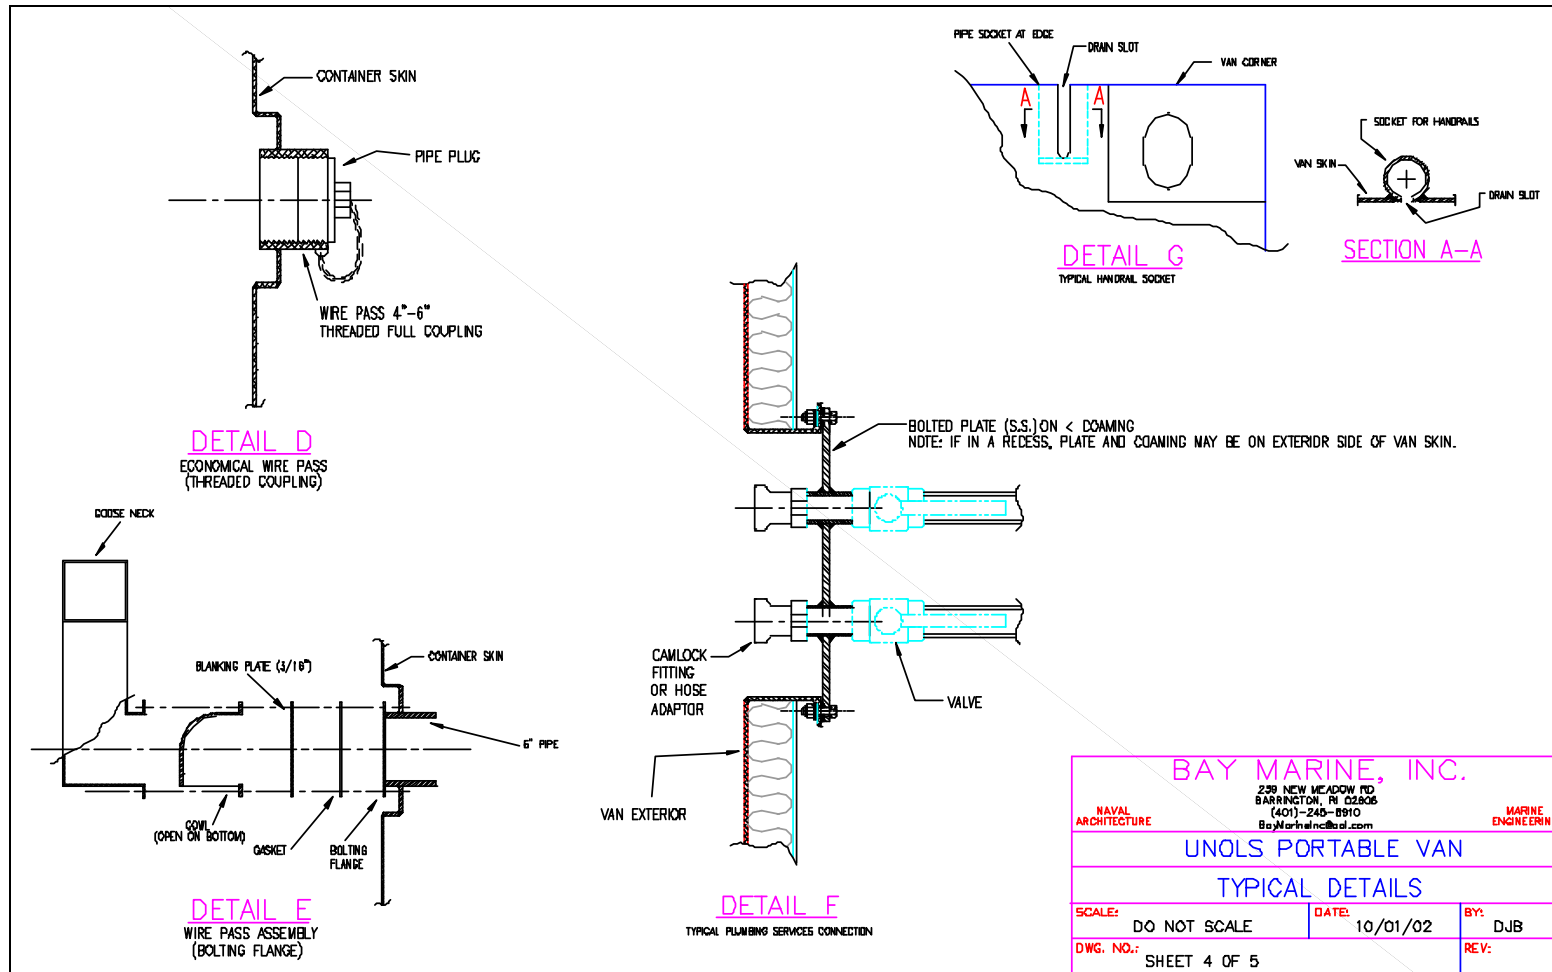 CONTAINER SKIN
PIPE PLUG
WIRE PASS 4"-6"
THREADED FULL COUPLING
DETAIL D
ECONOMICAL WIRE PASS
(THREADED COUPLING)
PIPE SOCKET AT EDGE
DRAIN SLOT
VAN CORNER
A
A
DETAIL G
TYPICAL HANDRAIL SOCKET
SOCKET FOR HANDRAILS
VAN SKIN
DRAIN SLOT
SECTION A-A
BOLTED PLATE (S.S.) ON < COAMING
NOTE: IF IN A RECESS, PLATE AND COAMING MAY BE ON EXTERIOR SIDE OF VAN SKIN.
CAMLOCK
FITTING
OR HOSE
ADAPTOR
VALVE
VAN EXTERIOR
DETAIL F
TYPICAL PLUMBING SERVICES CONNECTION
GOOSE NECK
BLANKING PLATE (3/16")
CONTAINER SKIN
6" PIPE
COWL
(OPEN ON BOTTOM)
GASKET
BOLTING
FLANGE
DETAIL E
WIRE PASS ASSEMBLY
(BOLTING FLANGE)
BAY MARINE, INC.
239 NEW MEADOW RD
BARRINGTON, RI 02806
(401)-245-8910
BayMarineInc@aol.com
NAVAL
ARCHITECTURE
MARINE
ENGINEERIN
UNOLS PORTABLE VAN
TYPICAL DETAILS
SCALE: DO NOT SCALE
DATE: 10/01/02
BY: DJB
DWG. NO.: SHEET 4 OF 5
REV: